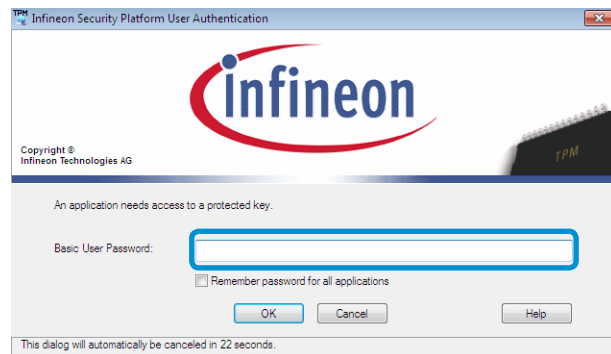 TPM
Infineon Security Platform User Authentication
infineon
Copyright ©
Infineon Technologies AG
TPM
An application needs access to a protected key.
Basic User Password:
Remember password for all applications
OK Cancel Help
This dialog will automatically be canceled in 22 seconds.